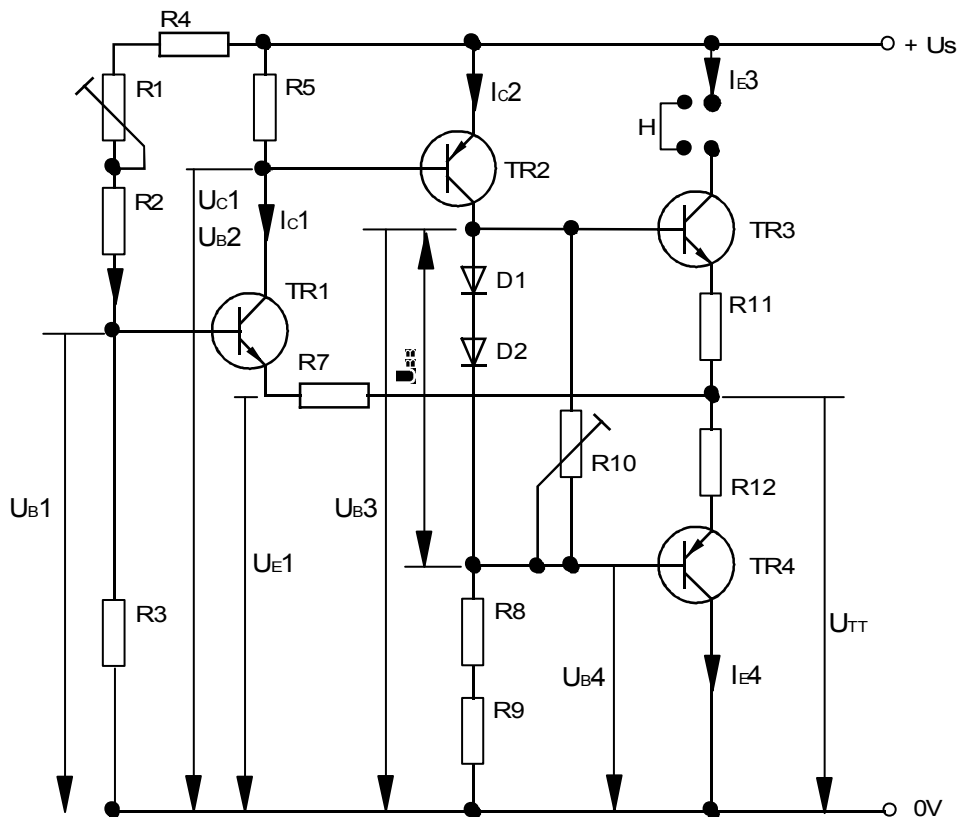 R4
+ Us
R1
R5
IC2
IE3
H
R2
UC1
UB2
IC1
TR2
TR3
TR1
D1
R11
R7
D2
R10
R12
UB1
UB3
UE1
TR4
R3
R8
UTT
UB4
IE4
R9
0V